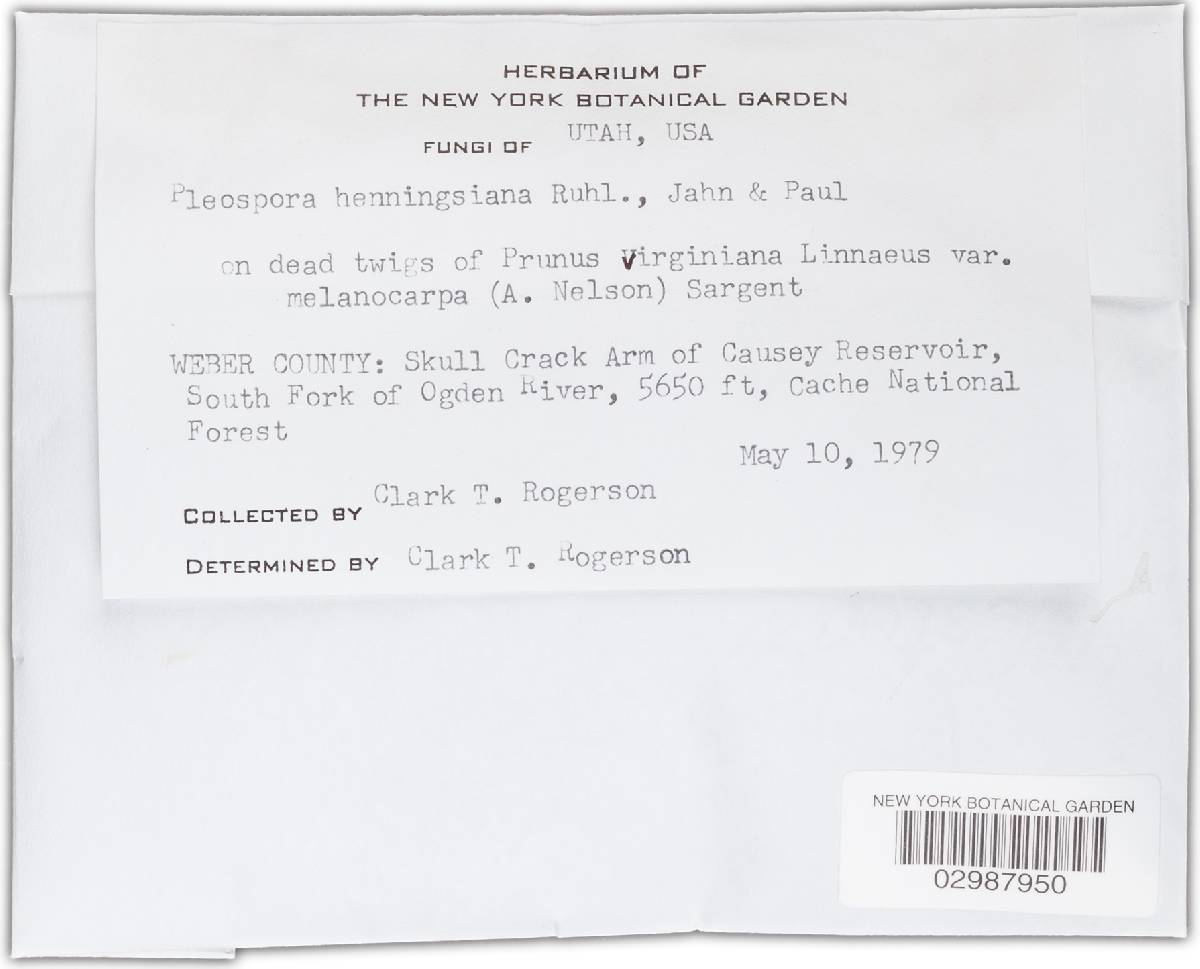 HERBARIUM OF
THE NEW YORK BOTANICAL GARDEN
FUNGI OF UTAH, USA
Pleospora henningsiana Ruhl., Jahn & Paul
on dead twigs of Prunus Virginiana Linnaeus var.
melanocarpa (A. Nelson) Sargent
WEBER COUNTY: Skull Crack Arm of Causey Reservoir,
South Fork of Ogden River, 5650 ft, Cache National
Forest
May 10, 1979
COLLECTED BY Clark T. Rogerson
DETERMINED BY Clark T. Rogerson
NEW YORK BOTANICAL GARDEN
02987950